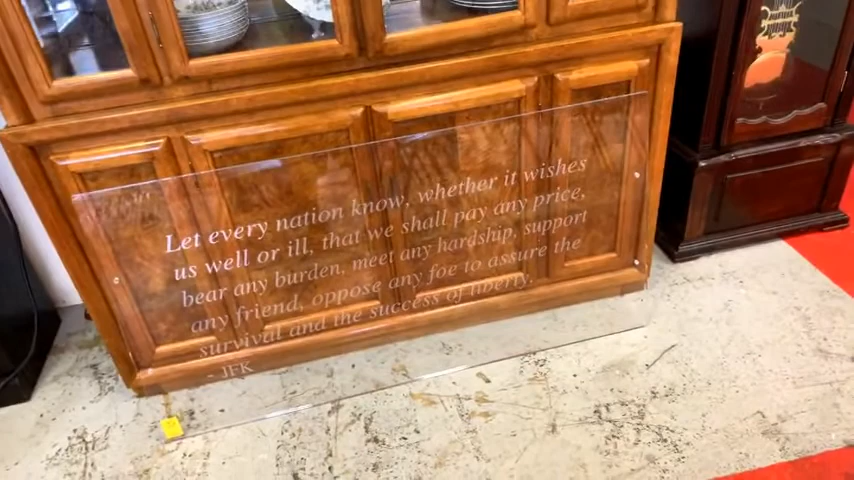 Let every nation know, whether it wishes
us well or ill, that we shall pay any price,
bear any burden, meet any hardship, support
any friend, oppose any foe to assure the
survival and the success of liberty.
- JFK